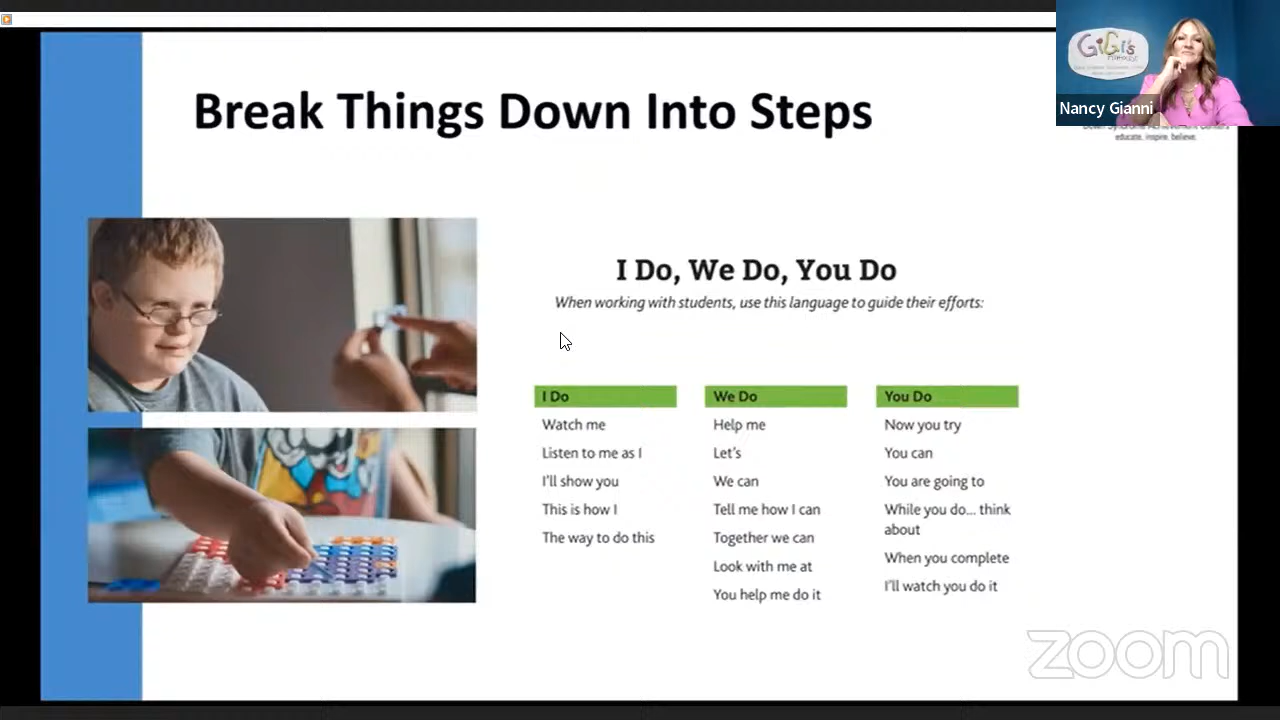 Break Things Down Into Steps
GiGi's
Nancy Gianni
educate. inspire. believe.
I Do, We Do, You Do
When working with students, use this language to guide their efforts:
I Do
Watch me
Listen to me as I
I'll show you
This is how I
The way to do this
We Do
Help me
Let's
We can
Tell me how I can
Together we can
Look with me at
You help me do it
You Do
Now you try
You can
You are going to
While you do... think
about
When you complete
I'll watch you do it
zoom